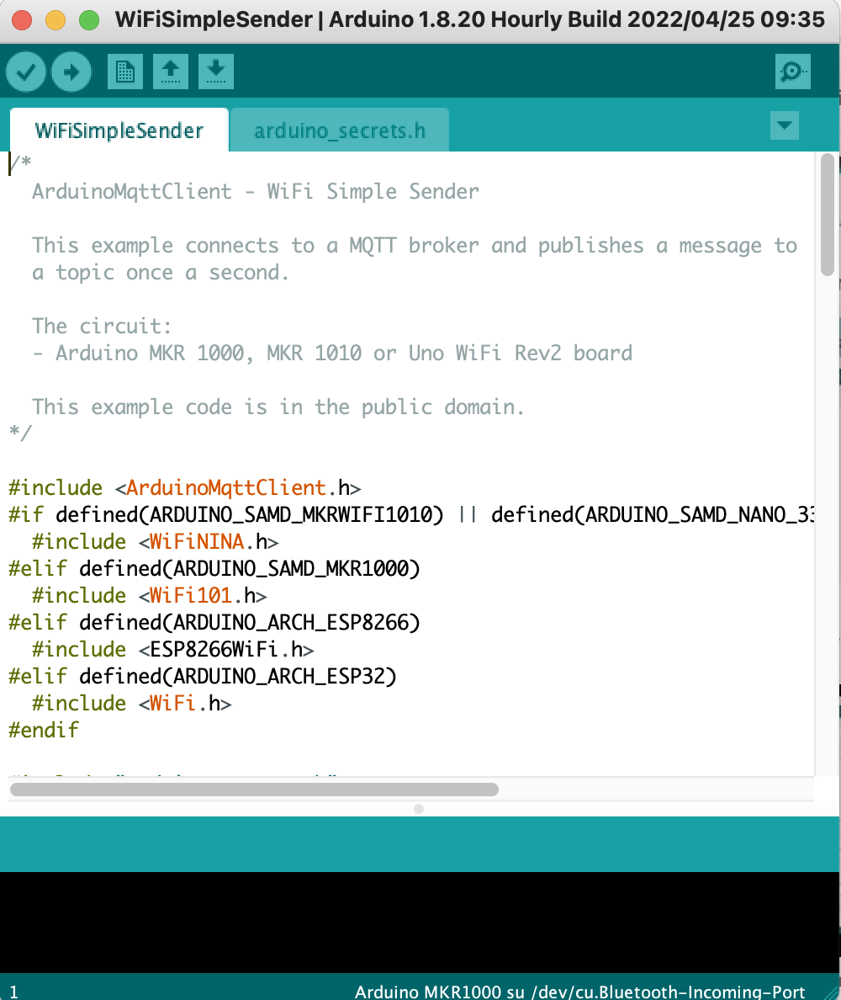 WiFiSimpleSender | Arduino 1.8.20 Hourly Build 2022/04/25 09:35
WiFiSimpleSender
arduino_secrets.h
/*
  ArduinoMqttClient - WiFi Simple Sender

  This example connects to a MQTT broker and publishes a message to
  a topic once a second.

  The circuit:
  - Arduino MKR 1000, MKR 1010 or Uno WiFi Rev2 board

  This example code is in the public domain.
*/

#include <ArduinoMqttClient.h>
#if defined(ARDUINO_SAMD_MKRWIFI1010) || defined(ARDUINO_SAMD_NANO_33
  #include <WiFiNINA.h>
#elif defined(ARDUINO_SAMD_MKR1000)
  #include <WiFi101.h>
#elif defined(ARDUINO_ARCH_ESP8266)
  #include <ESP8266WiFi.h>
#elif defined(ARDUINO_ARCH_ESP32)
  #include <WiFi.h>
#endif
1
Arduino MKR1000 su /dev/cu.Bluetooth-Incoming-Port